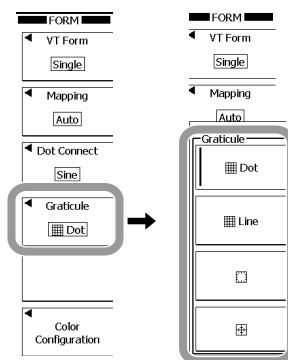 FORM
VT Form
Single
Mapping
Auto
Dot Connect
Sine
Graticule
Dot
Color
Configuration
FORM
VT Form
Single
Mapping
Auto
Graticule
Dot
Line